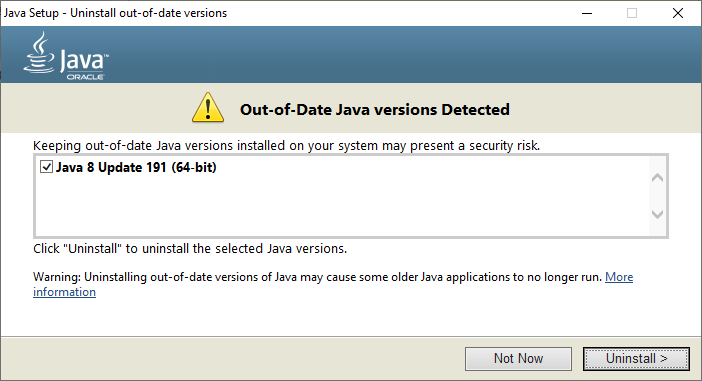 Java Setup - Uninstall out-of-date versions
Java™
ORACLE
Out-of-Date Java versions Detected
Keeping out-of-date Java versions installed on your system may present a security risk.
Java 8 Update 191 (64-bit)
Click "Uninstall" to uninstall the selected Java versions.
Warning: Uninstalling out-of-date versions of Java may cause some older Java applications to no longer run. More
information
Not Now
Uninstall >